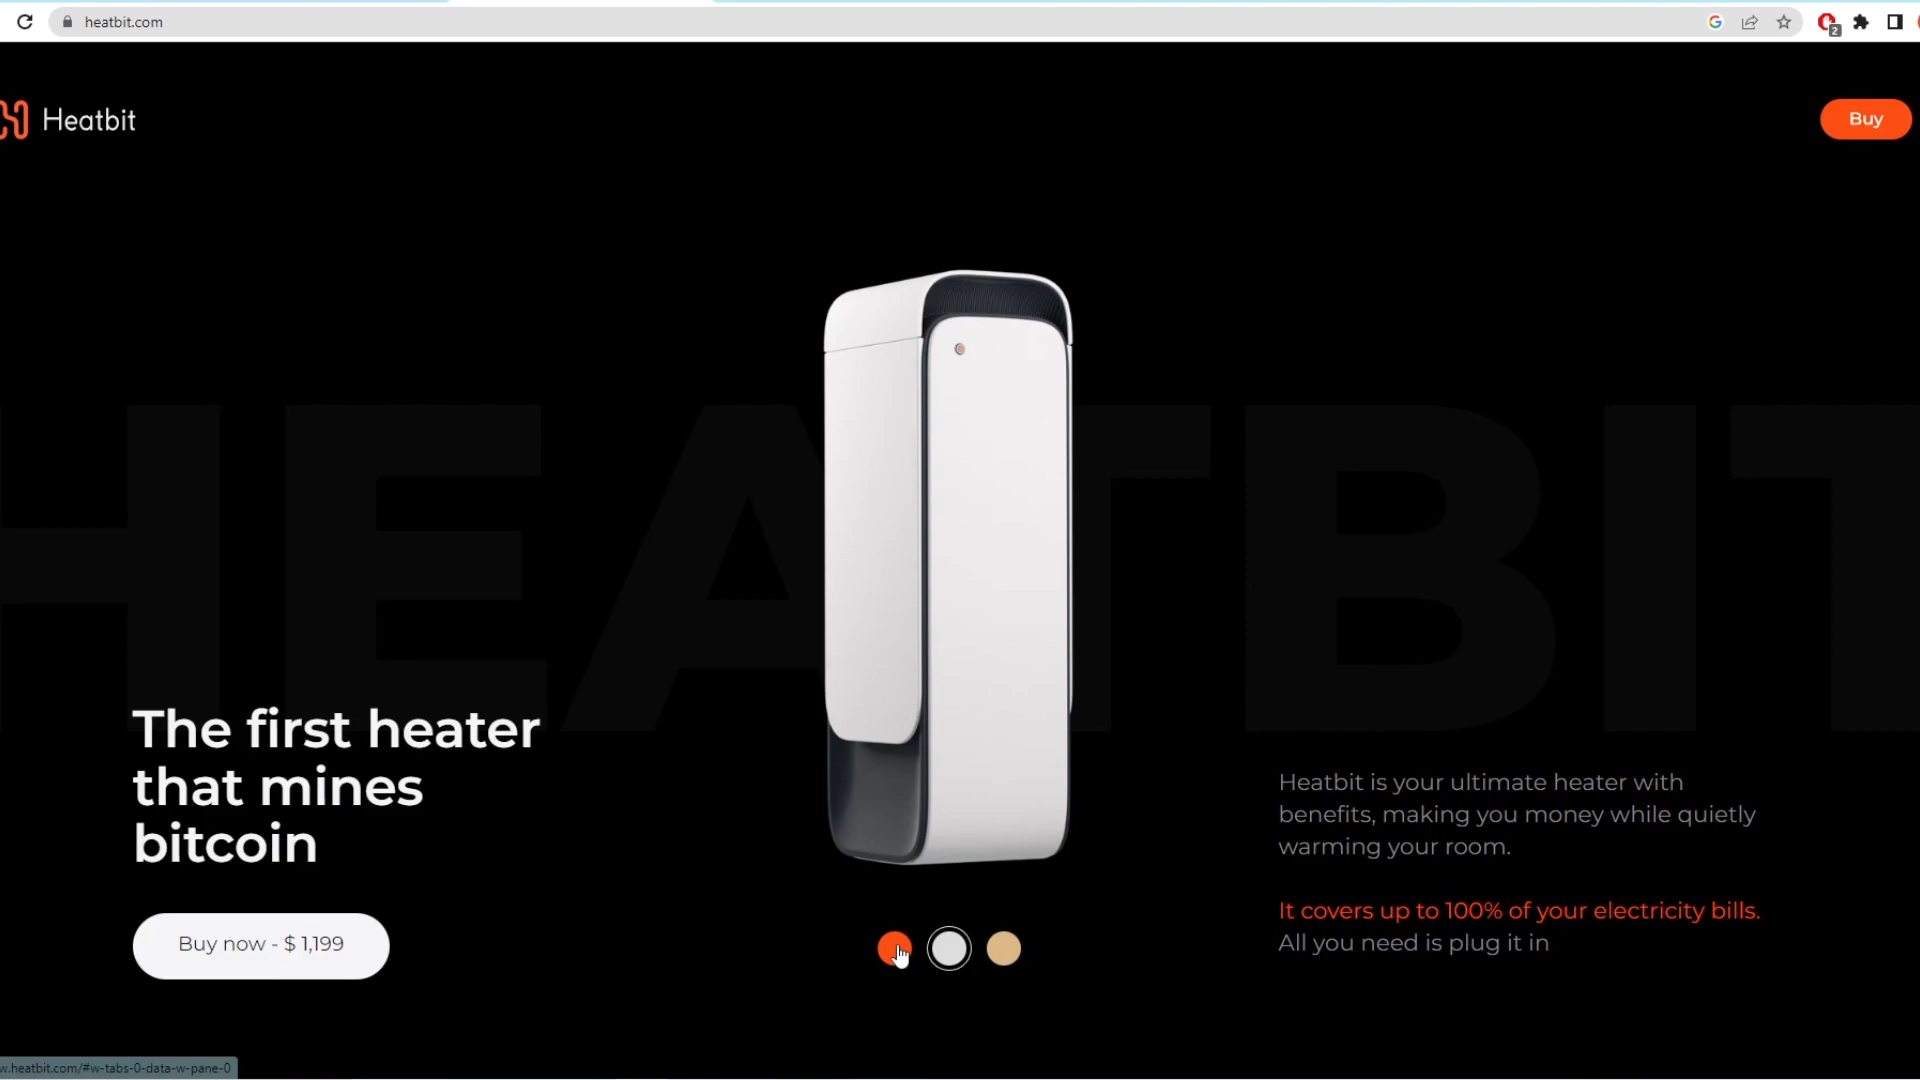 heatbit.com
2
Heatbit
Buy
HEATBIT
The first heater
that mines
bitcoin
Buy now - $ 1,199
Heatbit is your ultimate heater with
benefits, making you money while quietly
warming your room.
It covers up to 100% of your electricity bills.
All you need is plug it in
w.heatbit.com/#w-tabs-0-data-w-pane-0